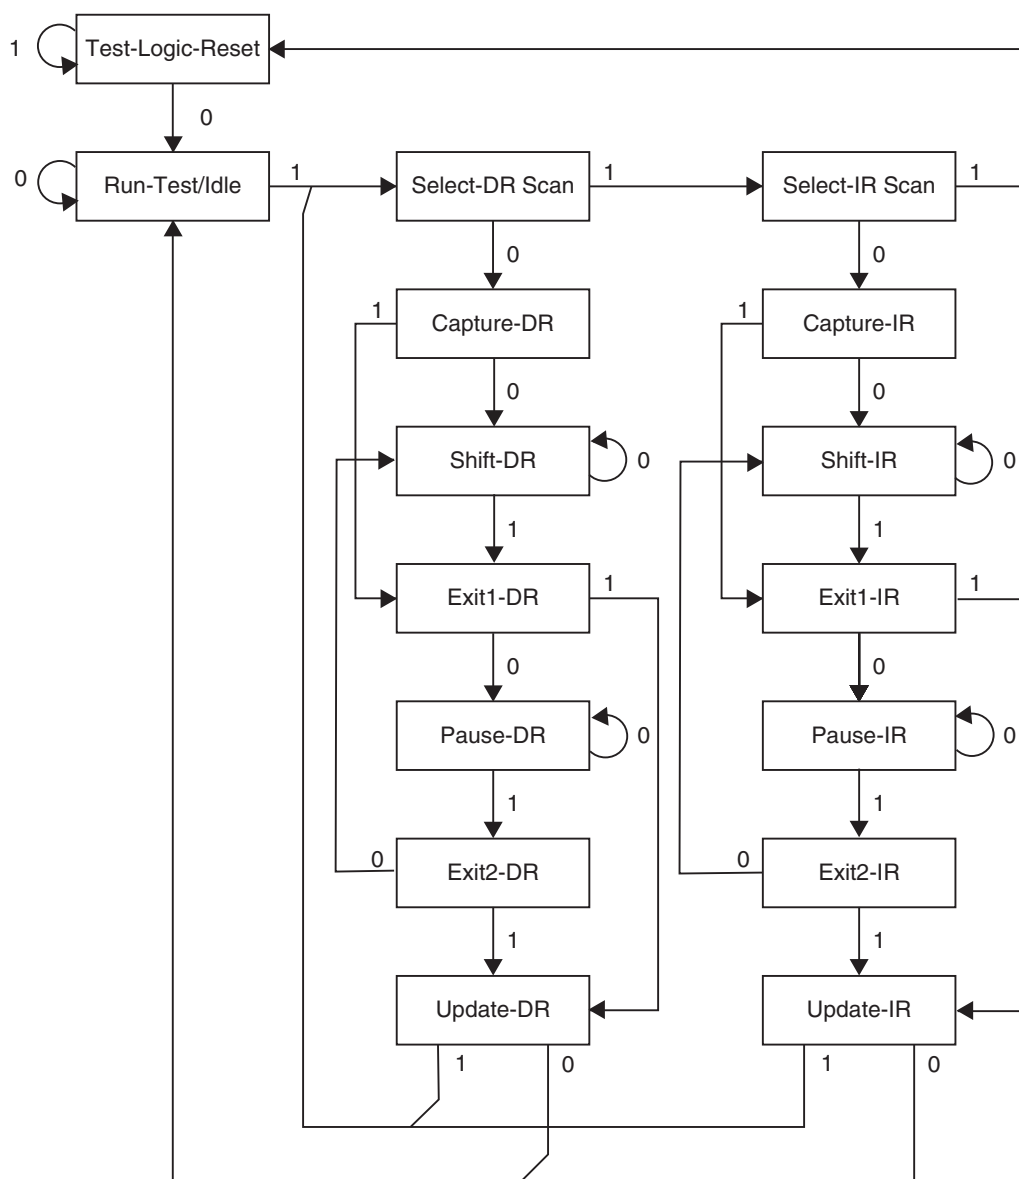 1 Test-Logic-Reset
0
0 Run-Test/Idle 1 Select-DR Scan 1 Select-IR Scan 1
0 0
1 Capture-DR 1 Capture-IR
0 0
Shift-DR 0 Shift-IR 0
1 1
Exit1-DR 1 Exit1-IR 1
0 0
Pause-DR 0 Pause-IR 0
1 1
0 Exit2-DR 0 Exit2-IR
1 1
Update-DR Update-IR
1 0 1 0